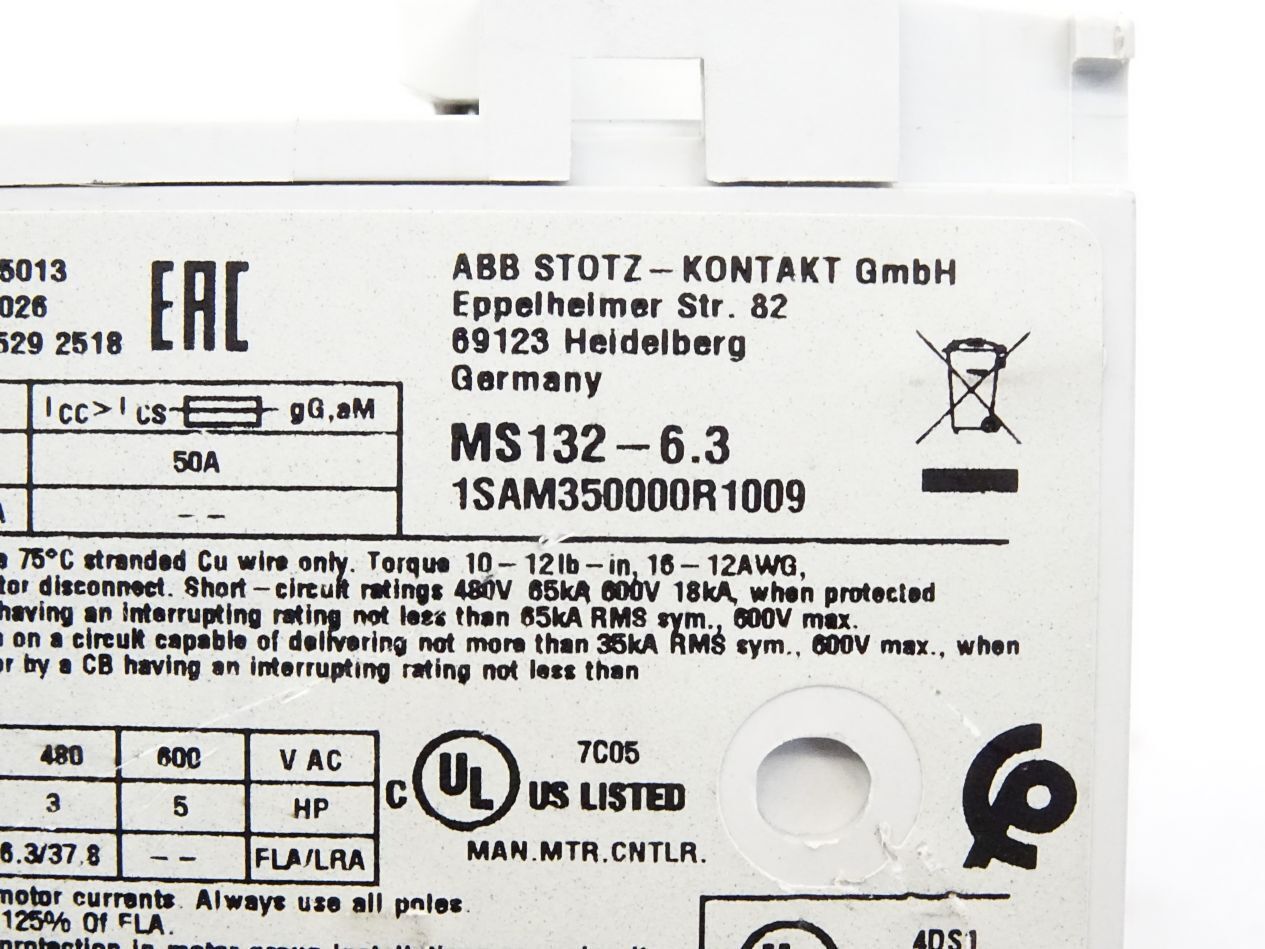 5013
026
529 2518
EAC
ABB STOTZ-KONTAKT GmbH
Eppelheimer Str. 82
69123 Heidelberg
Germany
MS132-6.3
1SAM350000R1009
ICC>ICS gG,aM
50A
A
--
75°C stranded Cu wire only. Torque 10-12lb-in, 16-12AWG,
tor disconnect. Short-circuit ratings 480V 65kA 600V 18kA, when protected
having an interrupting rating not less than 65kA RMS sym., 600V max.
on a circuit capable of delivering not more than 35kA RMS sym., 600V max., when
or by a CB having an interrupting rating not less than
480 600 V AC
3 5 HP
6.3/37.8 -- FLA/LRA
C UL US LISTED
7C05
MAN.MTR.CNTLR.
motor currents. Always use all poles.
125% Of FLA.
protection in motor group
4DS1